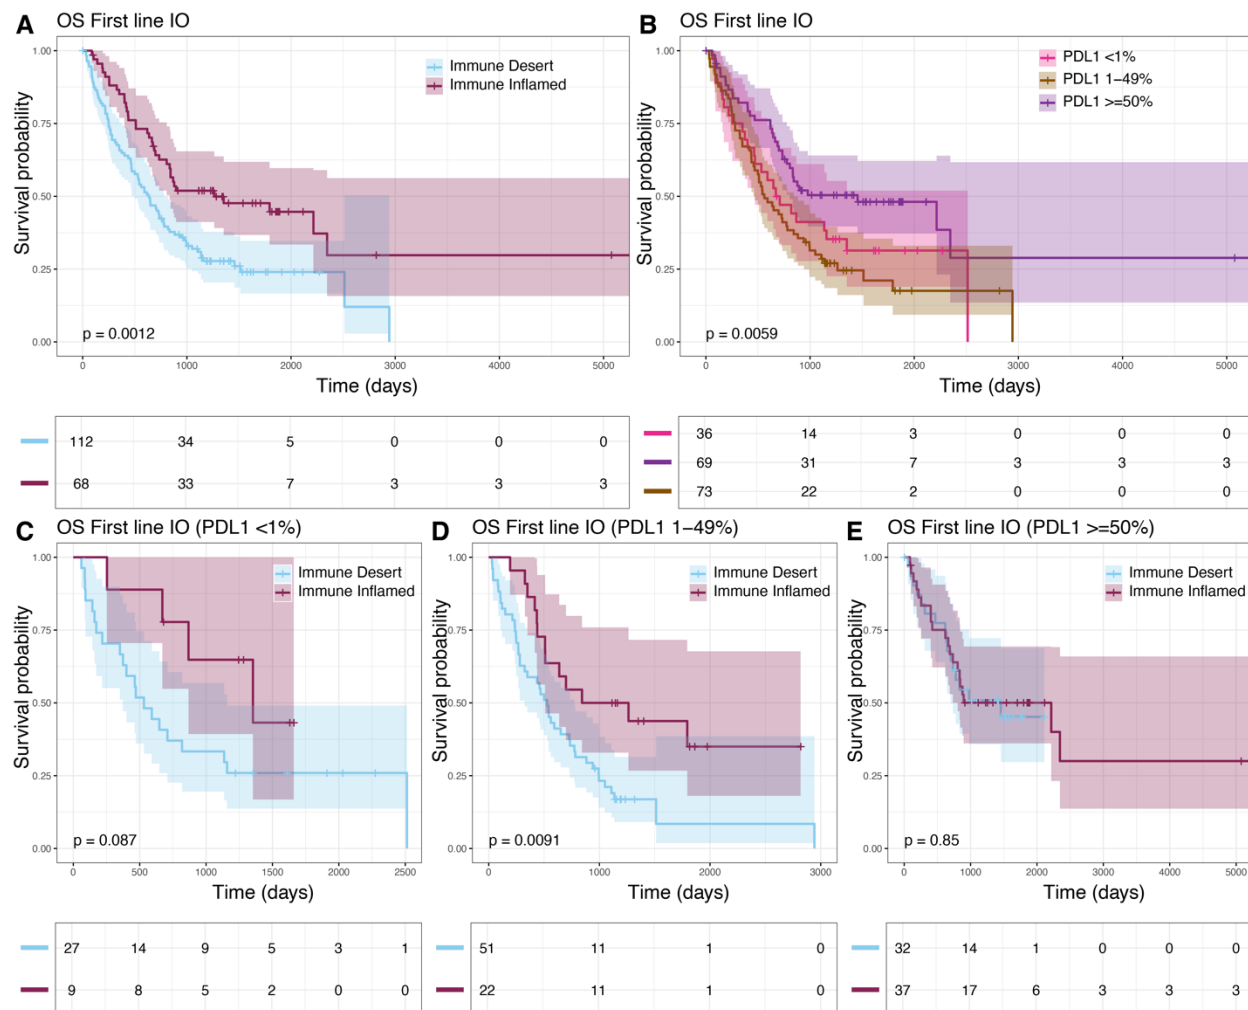 A OS First line IO
Survival probability
1.00
0.75
0.50
0.25
0.00
Immune Desert
Immune Inflamed
p = 0.0012
0 1000 2000 3000 4000 5000
Time (days)
112 34 5 0 0 0
68 33 7 3 3 3
B OS First line IO
Survival probability
1.00
0.75
0.50
0.25
0.00
PDL1 <1%
PDL1 1−49%
PDL1 >=50%
p = 0.0059
0 1000 2000 3000 4000 5000
Time (days)
36 14 3 0 0 0
69 31 7 3 3 3
73 22 2 0 0 0
C OS First line IO (PDL1 <1%)
Survival probability
1.00
0.75
0.50
0.25
0.00
Immune Desert
Immune Inflamed
p = 0.087
0 500 1000 1500 2000 2500
Time (days)
27 14 9 5 3 1
9 8 5 2 0 0
D OS First line IO (PDL1 1−49%)
Survival probability
1.00
0.75
0.50
0.25
0.00
Immune Desert
Immune Inflamed
p = 0.0091
0 1000 2000 3000
Time (days)
51 11 1 0
22 11 1 0
E OS First line IO (PDL1 >=50%)
Survival probability
1.00
0.75
0.50
0.25
0.00
Immune Desert
Immune Inflamed
p = 0.85
0 1000 2000 3000 4000 5000
Time (days)
32 14 1 0 0 0
37 17 6 3 3 3